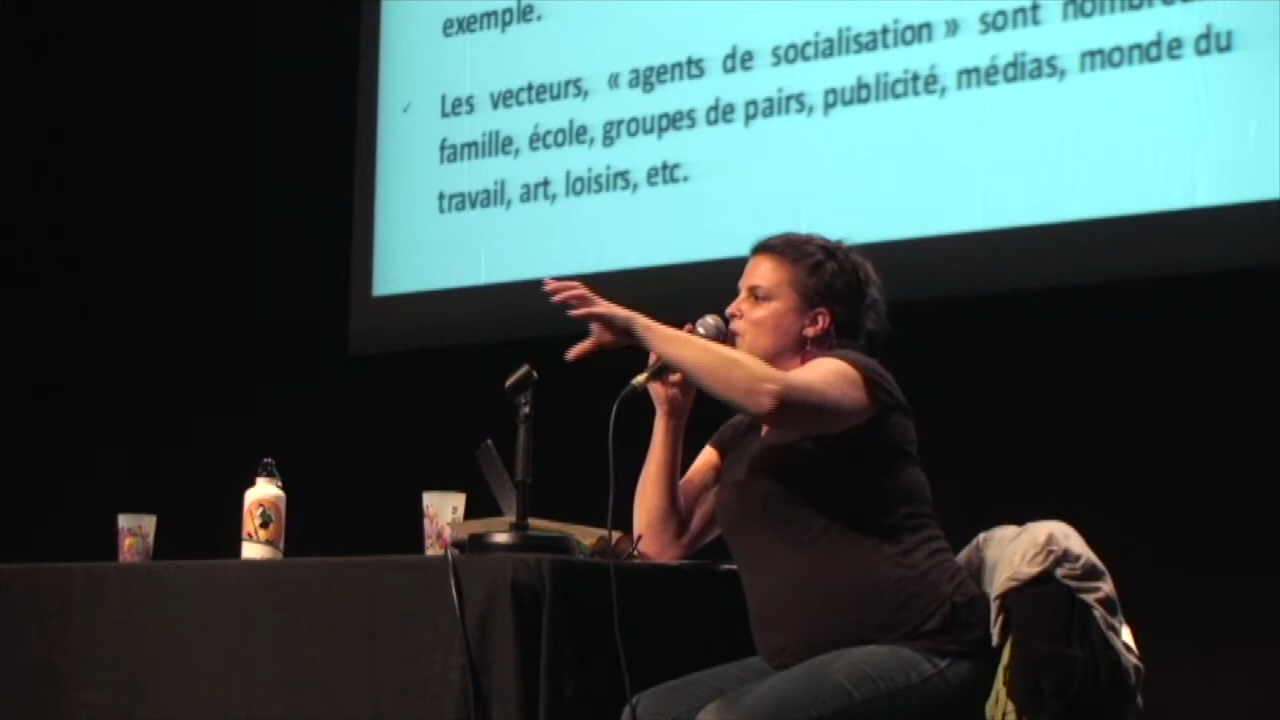 exemple.
✓ Les vecteurs, « agents de socialisation » sont
famille, école, groupes de pairs, publicité, médias, monde du
travail, art, loisirs, etc.